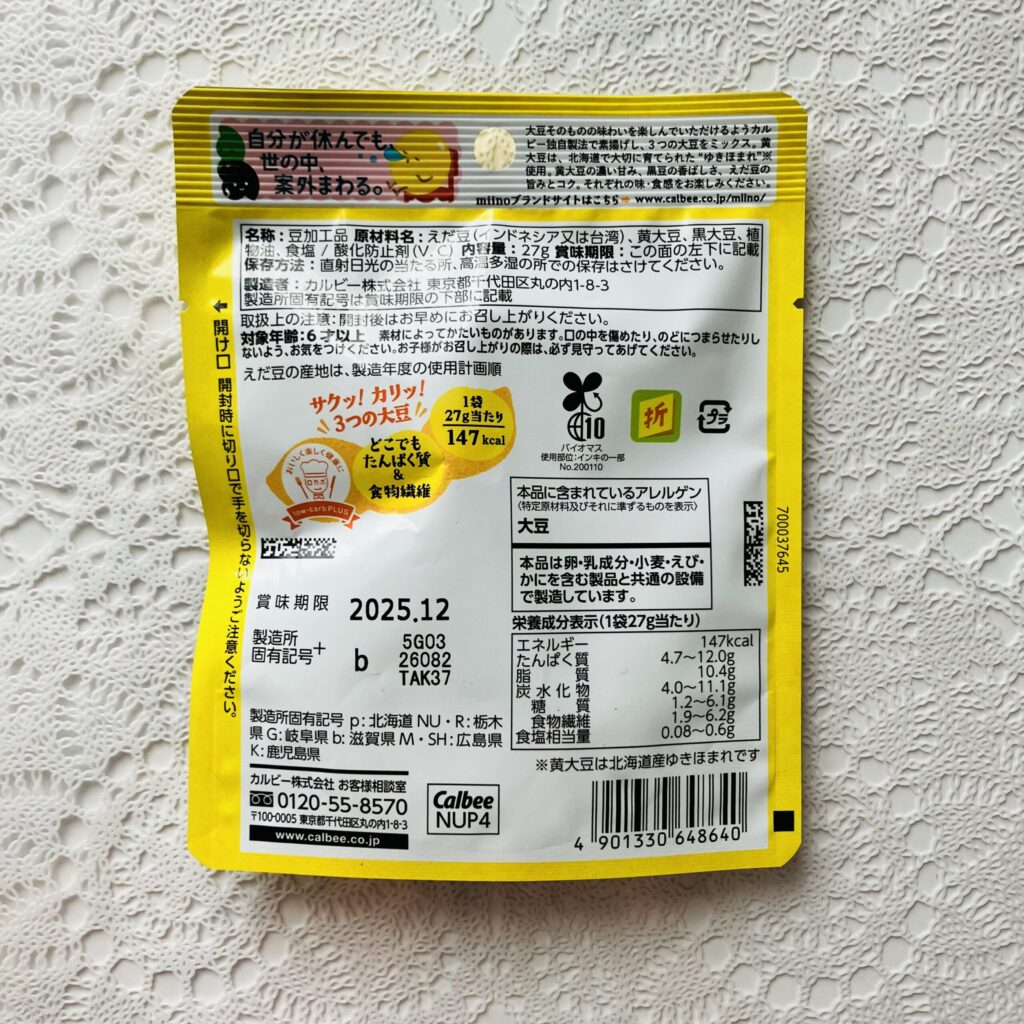 自分が休んでも、
世の中、
案外まわる。
大豆そのものの味わいを楽しんでいただけるようカル
ビー独自製法で素揚げし、3つの大豆をミックス。黄
大豆は、北海道で大切に育てられた"ゆきほまれ"※
使用。黄大豆の濃い甘み、黒豆の香ばしさ、えだ豆の
旨みとコク。それぞれの味・食感をお楽しみください。
miinoブランドサイトはこちら➡ www.calbee.co.jp/miino/
名称：豆加工品 原材料名：えだ豆（インドネシア又は台湾）、黄大豆、黒大豆、植
物油、食塩 / 酸化防止剤（V.C） 内容量：27g 賞味期限：この面の左下に記載
保存方法：直射日光の当たる所、高温多湿の所での保存はさけてください。
製造者：カルビー株式会社 東京都千代田区丸の内1-8-3
製造所固有記号は賞味期限の下部に記載
取扱上の注意：開封後はお早めにお召し上がりください。
対象年齢：6才以上 素材によってかたいものがあります。口の中を傷めたり、のどにつまらせたりし
ないよう、お気をつけください。お子様がお召し上がりの際は、必ず見守ってあげてください。
えだ豆の産地は、製造年度の使用計画順
←開け口 開封時に切り口で手を切らないようご注意ください。
サクッ！カリッ！
3つの大豆
1袋
27g当たり
147kcal
どこでも
たんぱく質
&
食物繊維
おいしく楽しく健康に
ロカボ
low-carbPLUG
10
バイオマス
使用部位：インキの一部
No.200110
折
プラ
本品に含まれているアレルゲン
〈特定原材料及びそれに準ずるものを表示〉
大豆
本品は卵・乳成分・小麦・えび・
かにを含む製品と共通の設備
で製造しています。
700037645
賞味期限 2025.12
製造所
固有記号+
b
5G03
26082
TAK37
栄養成分表示（1袋27g当たり）
エネルギー 147kcal
たんぱく質 4.7~12.0g
脂質 10.4g
炭水化物 4.0~11.1g
糖質 1.2~6.1g
食物繊維 1.9~6.2g
食塩相当量 0.08~0.6g
※黄大豆は北海道産ゆきほまれです
製造所固有記号 p：北海道 NU・R：栃木
県 G：岐阜県 b：滋賀県 M・SH：広島県
K：鹿児島県
カルビー株式会社 お客様相談室
0120-55-8570
〒100-0005 東京都千代田区丸の内1-8-3
www.calbee.co.jp
Calbee
NUP4
4 901330 648640